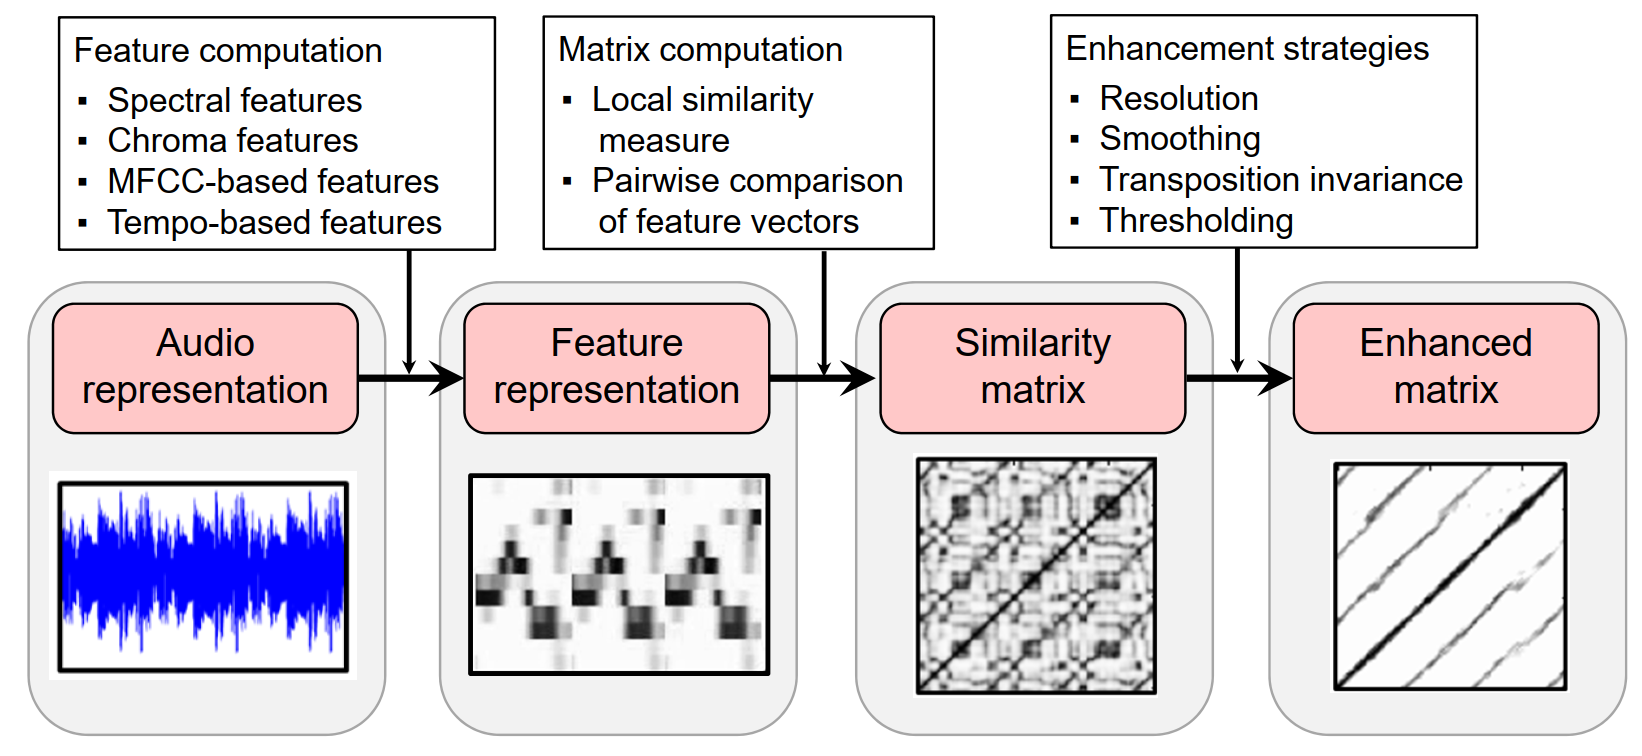 Feature computation
▪ Spectral features
▪ Chroma features
▪ MFCC-based features
▪ Tempo-based features
Matrix computation
▪ Local similarity
measure
▪ Pairwise comparison
of feature vectors
Enhancement strategies
▪ Resolution
▪ Smoothing
▪ Transposition invariance
▪ Thresholding
Audio
representation
Feature
representation
Similarity
matrix
Enhanced
matrix